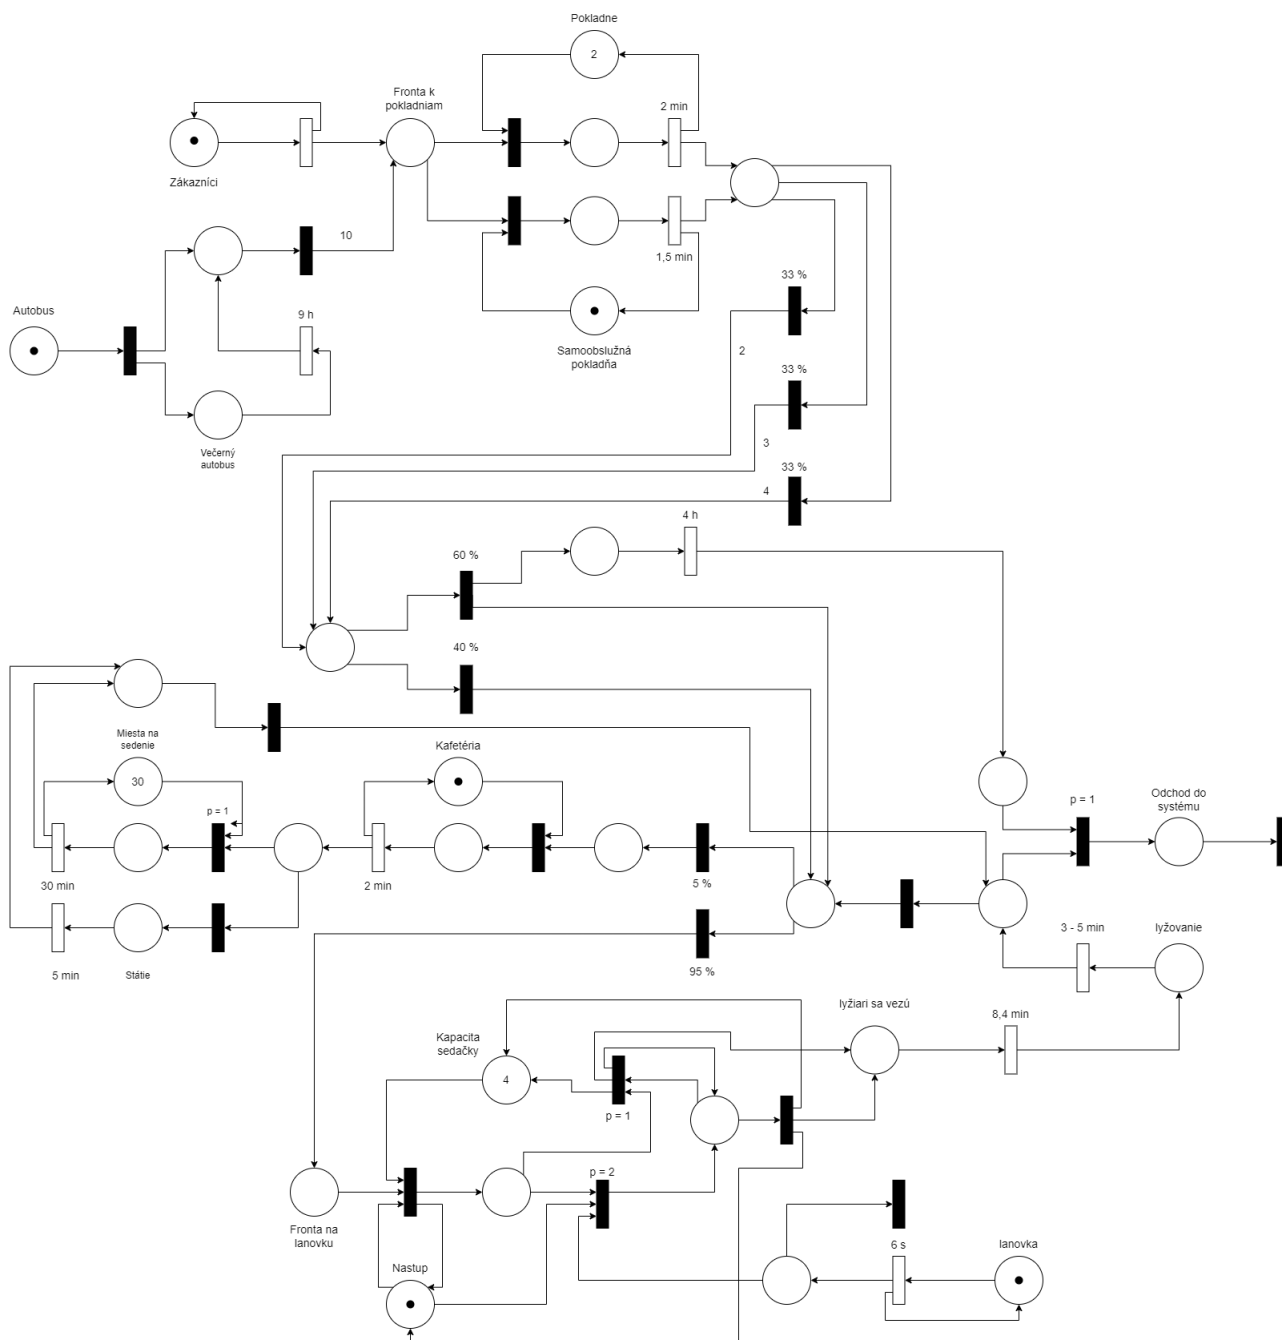 Pokladne
2
Fronta k
pokladniam
2 min
Zákazníci
10
1,5 min
33 %
Autobus
9 h
Samoobslužná
pokladňa
2
33 %
3
Večerný
autobus
33 %
4
4 h
60 %
40 %
Miesta na
sedenie
30
Kafetéria
p = 1
30 min
2 min
5 %
p = 1
Odchod do
systému
5 min
Státie
95 %
3 - 5 min
lyžovanie
lyžiari sa vezú
8,4 min
Kapacita
sedačky
4
p = 1
p = 2
Fronta na
lanovku
Nastup
6 s
lanovka